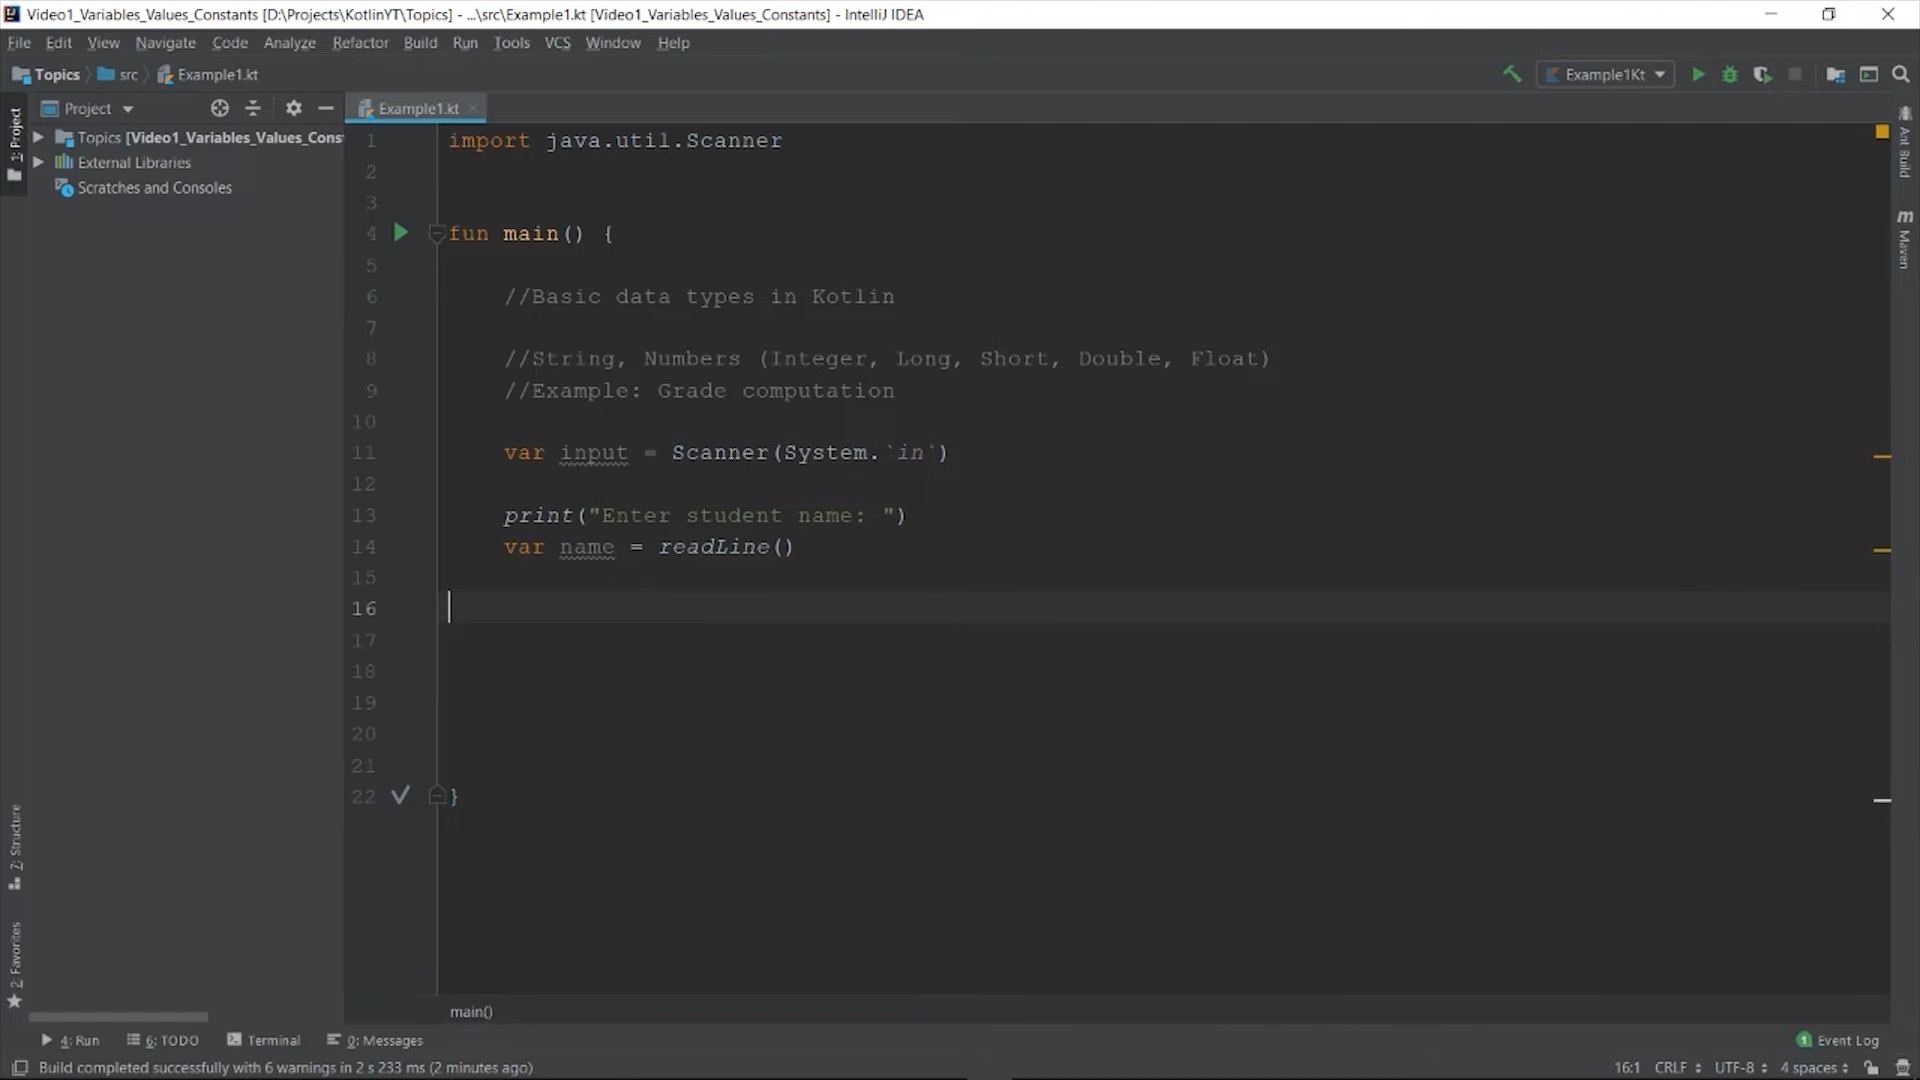 Video1_Variables_Values_Constants [D:\Projects\KotlinYT\Topics] - ...\src\Example1.kt [Video1_Variables_Values_Constants] - IntelliJ IDEA
File Edit View Navigate Code Analyze Refactor Build Run Tools VCS Window Help
Topics src Example1.kt Example1Kt
Project Example1.kt
1: Project
Topics [Video1_Variables_Values_Const
External Libraries
Scratches and Consoles
1 import java.util.Scanner
2
3
4 fun main() {
5
6 //Basic data types in Kotlin
7
8 //String, Numbers (Integer, Long, Short, Double, Float)
9 //Example: Grade computation
10
11 var input = Scanner(System.`in`)
12
13 print("Enter student name: ")
14 var name = readLine()
15
16
17
18
19
20
21
22 }
Ant Build
m Maven
7: Structure
2: Favorites
main()
4: Run 6: TODO Terminal 0: Messages 1 Event Log
Build completed successfully with 6 warnings in 2 s 233 ms (2 minutes ago) 16:1 CRLF UTF-8 4 spaces